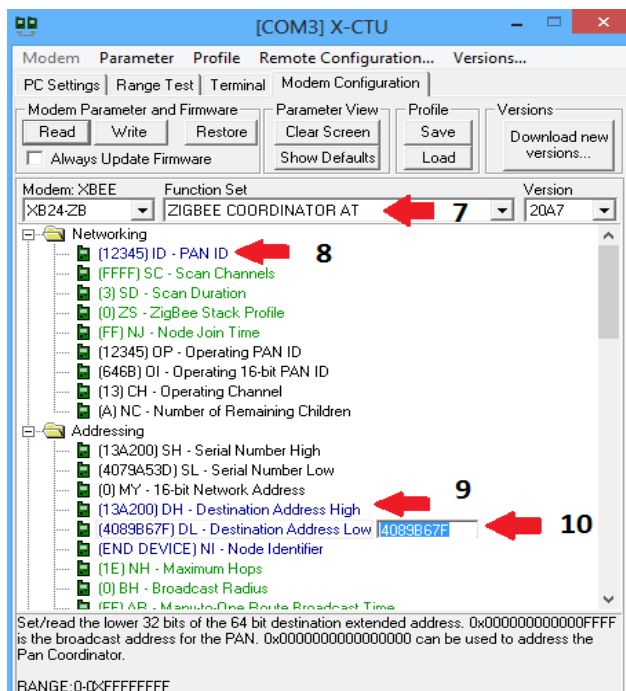 [COM3] X-CTU
Modem Parameter Profile Remote Configuration... Versions...
PC Settings Range Test Terminal Modem Configuration
Modem Parameter and Firmware Parameter View Profile Versions
Read Write Restore Clear Screen Save Download new versions...
Always Update Firmware Show Defaults Load
Modem: XBEE Function Set Version
XB24-ZB ZIGBEE COORDINATOR AT 7 20A7
Networking
(12345) ID - PAN ID 8
(FFFF) SC - Scan Channels
(3) SD - Scan Duration
(0) ZS - ZigBee Stack Profile
(FF) NJ - Node Join Time
(12345) OP - Operating PAN ID
(646B) OI - Operating 16-bit PAN ID
(13) CH - Operating Channel
(A) NC - Number of Remaining Children
Addressing
(13A200) SH - Serial Number High
(4079A53D) SL - Serial Number Low
(0) MY - 16-bit Network Address
9
(13A200) DH - Destination Address High
(4089B67F) DL - Destination Address Low 4089B67F 10
(END DEVICE) NI - Node Identifier
(1E) NH - Maximum Hops
(0) BH - Broadcast Radius
(FF) AR - Many-to-One Route Broadcast Time
Set/read the lower 32 bits of the 64 bit destination extended address. 0x000000000000FFFF
is the broadcast address for the PAN. 0x0000000000000000 can be used to address the
Pan Coordinator.
RANGE:0-0XFFFFFFFF